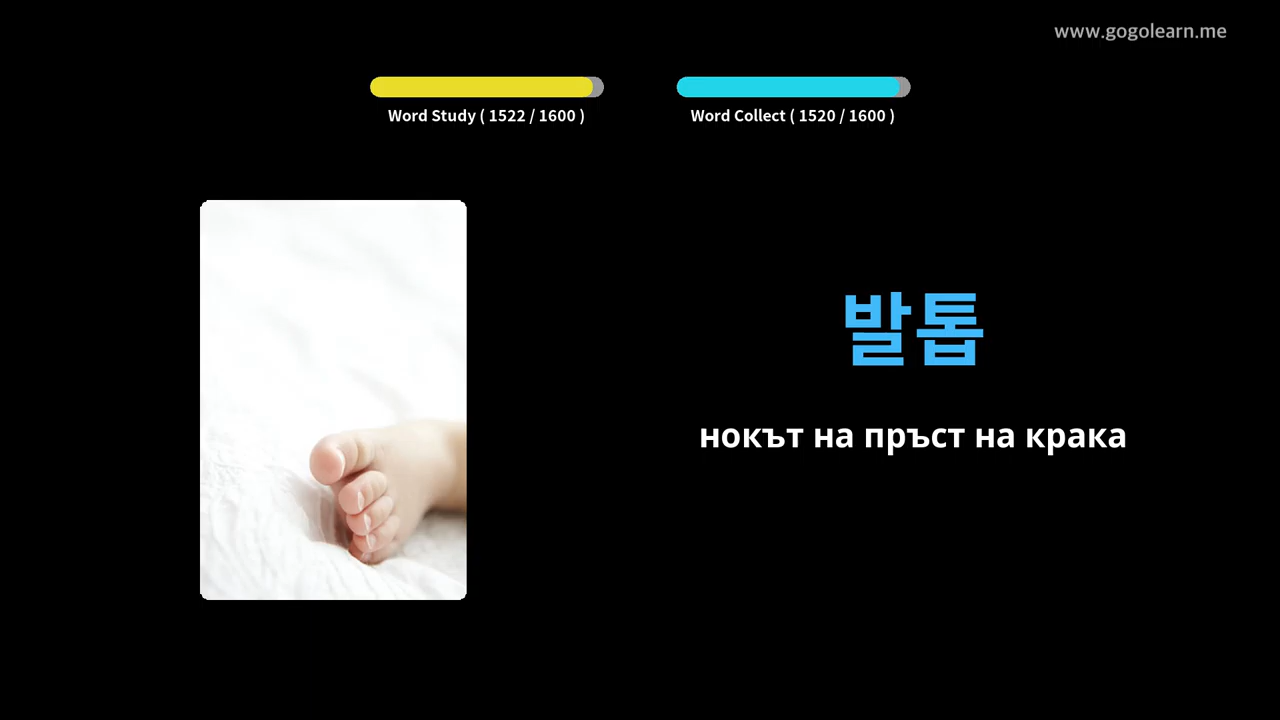 www.gogolearn.me
Word Study ( 1522 / 1600 )
Word Collect ( 1520 / 1600 )
발톱
нокът на пръст на крака